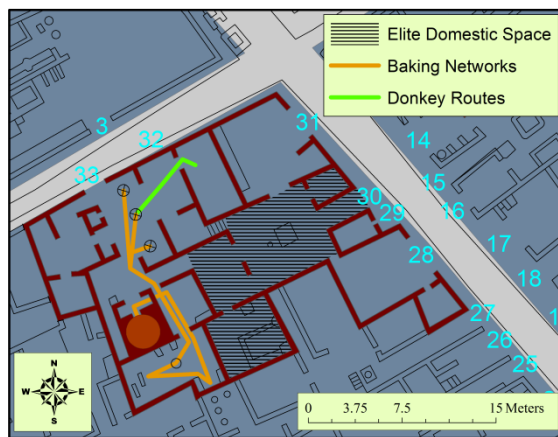 Elite Domestic Space
Baking Networks
Donkey Routes
3
32
31
33
14
15
30
29
16
28
17
18
27
26
25
N
W E
S
0 3.75 7.5 15 Meters